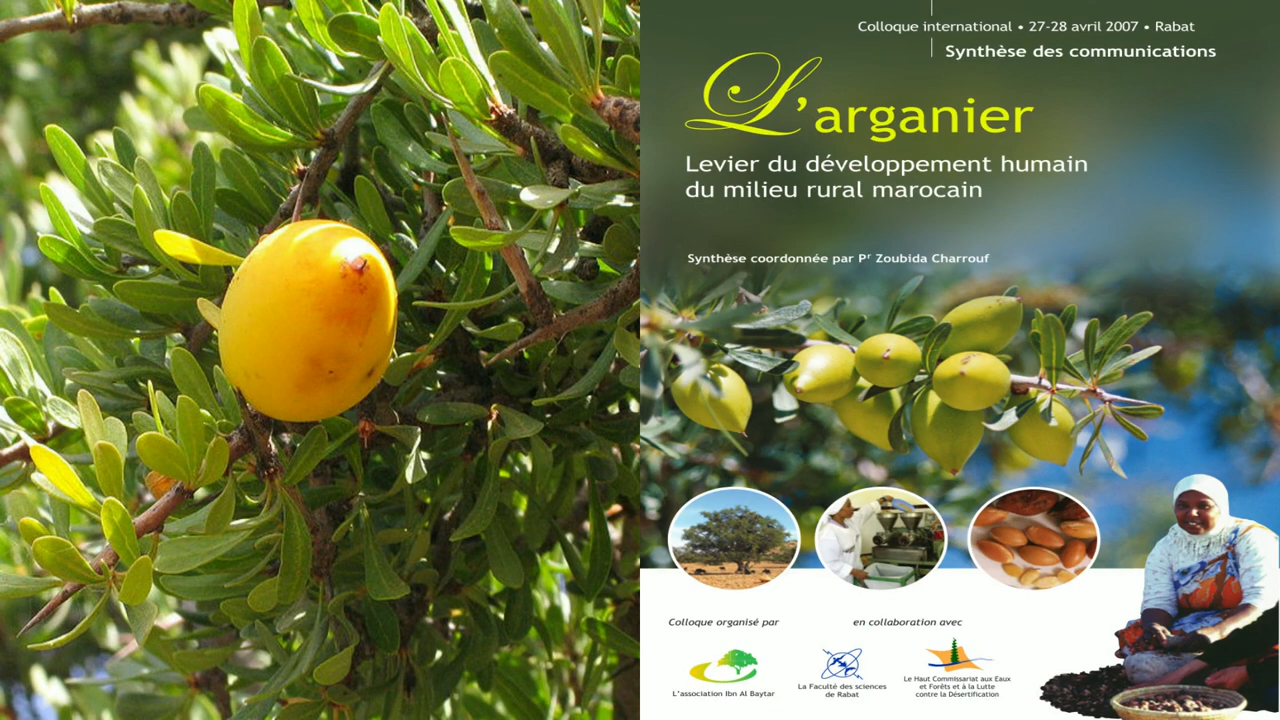 Colloque international • 27-28 avril 2007 • Rabat
Synthèse des communications
L'arganier
Levier du développement humain
du milieu rural marocain
Synthèse coordonnée par Pr Zoubida Charrouf
Colloque organisé par
en collaboration avec
L'association Ibn Al Baytar
La Faculté des sciences
de Rabat
Le Haut Commissariat aux Eaux
et Forêts et à la Lutte
contre la Désertification